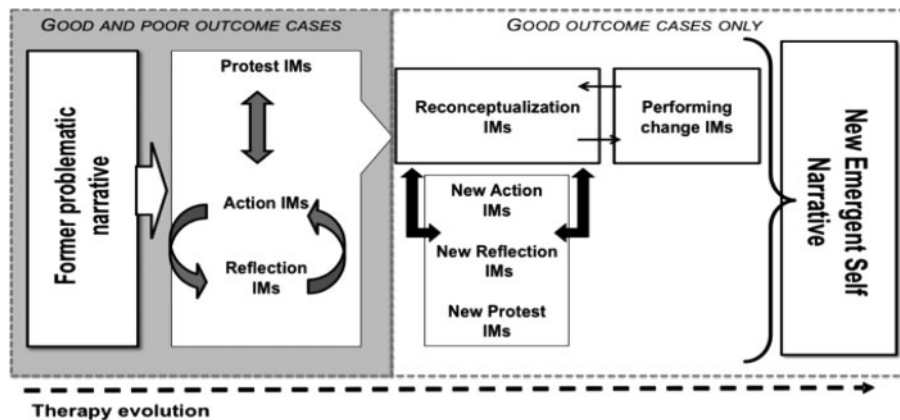 GOOD AND POOR OUTCOME CASES
GOOD OUTCOME CASES ONLY
Former problematic
narrative
Protest IMs
Action IMs
Reflection
IMs
Reconceptualization
IMs
Performing
change IMs
New Action
IMs
New Reflection
IMs
New Protest
IMs
New Emergent Self
Narrative
Therapy evolution